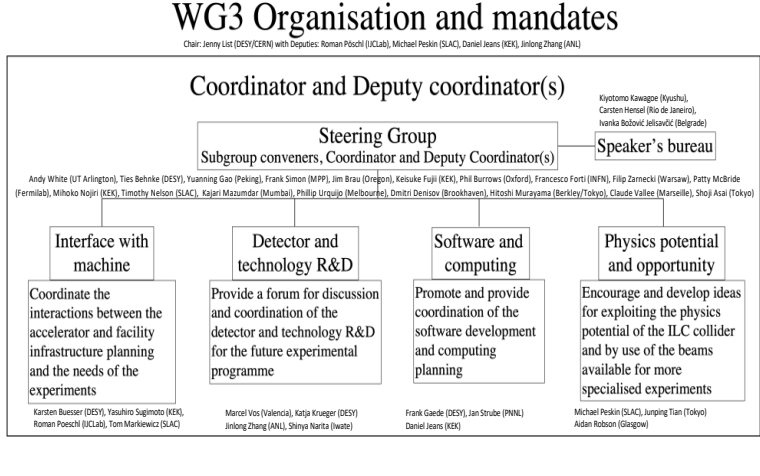 WG3 Organisation and mandates
Chair: Jenny List (DESY/CERN) with Deputies: Roman Pöschl (IJCLab), Michael Peskin (SLAC), Daniel Jeans (KEK), Jinlong Zhang (ANL)
Coordinator and Deputy coordinator(s)
Kiyotomo Kawagoe (Kyushu),
Carsten Hensel (Rio de Janeiro),
Ivanka Božović Jelisavčić (Belgrade)
Steering Group
Subgroup conveners, Coordinator and Deputy Coordinator(s)
Speaker's bureau
Andy White (UT Arlington), Ties Behnke (DESY), Yuanning Gao (Peking), Frank Simon (MPP), Jim Brau (Oregon), Keisuke Fujii (KEK), Phil Burrows (Oxford), Francesco Forti (INFN), Filip Zarnecki (Warsaw), Patty McBride
(Fermilab), Mihoko Nojiri (KEK), Timothy Nelson (SLAC), Kajari Mazumdar (Mumbai), Phillip Urquijo (Melbourne), Dmitri Denisov (Brookhaven), Hitoshi Murayama (Berkley/Tokyo), Claude Vallee (Marseille), Shoji Asai (Tokyo)
Interface with
machine
Coordinate the
interactions between the
accelerator and facility
infrastructure planning
and the needs of the
experiments
Karsten Buesser (DESY), Yasuhiro Sugimoto (KEK),
Roman Poeschl (IJCLab), Tom Markiewicz (SLAC)
Detector and
technology R&D
Provide a forum for discussion
and coordination of the
detector and technology R&D
for the future experimental
programme
Marcel Vos (Valencia), Katja Krueger (DESY)
Jinlong Zhang (ANL), Shinya Narita (Iwate)
Software and
computing
Promote and provide
coordination of the
software development
and computing
planning
Frank Gaede (DESY), Jan Strube (PNNL)
Daniel Jeans (KEK)
Physics potential
and opportunity
Encourage and develop ideas
for exploiting the physics
potential of the ILC collider
and by use of the beams
available for more
specialised experiments
Michael Peskin (SLAC), Junping Tian (Tokyo)
Aidan Robson (Glasgow)